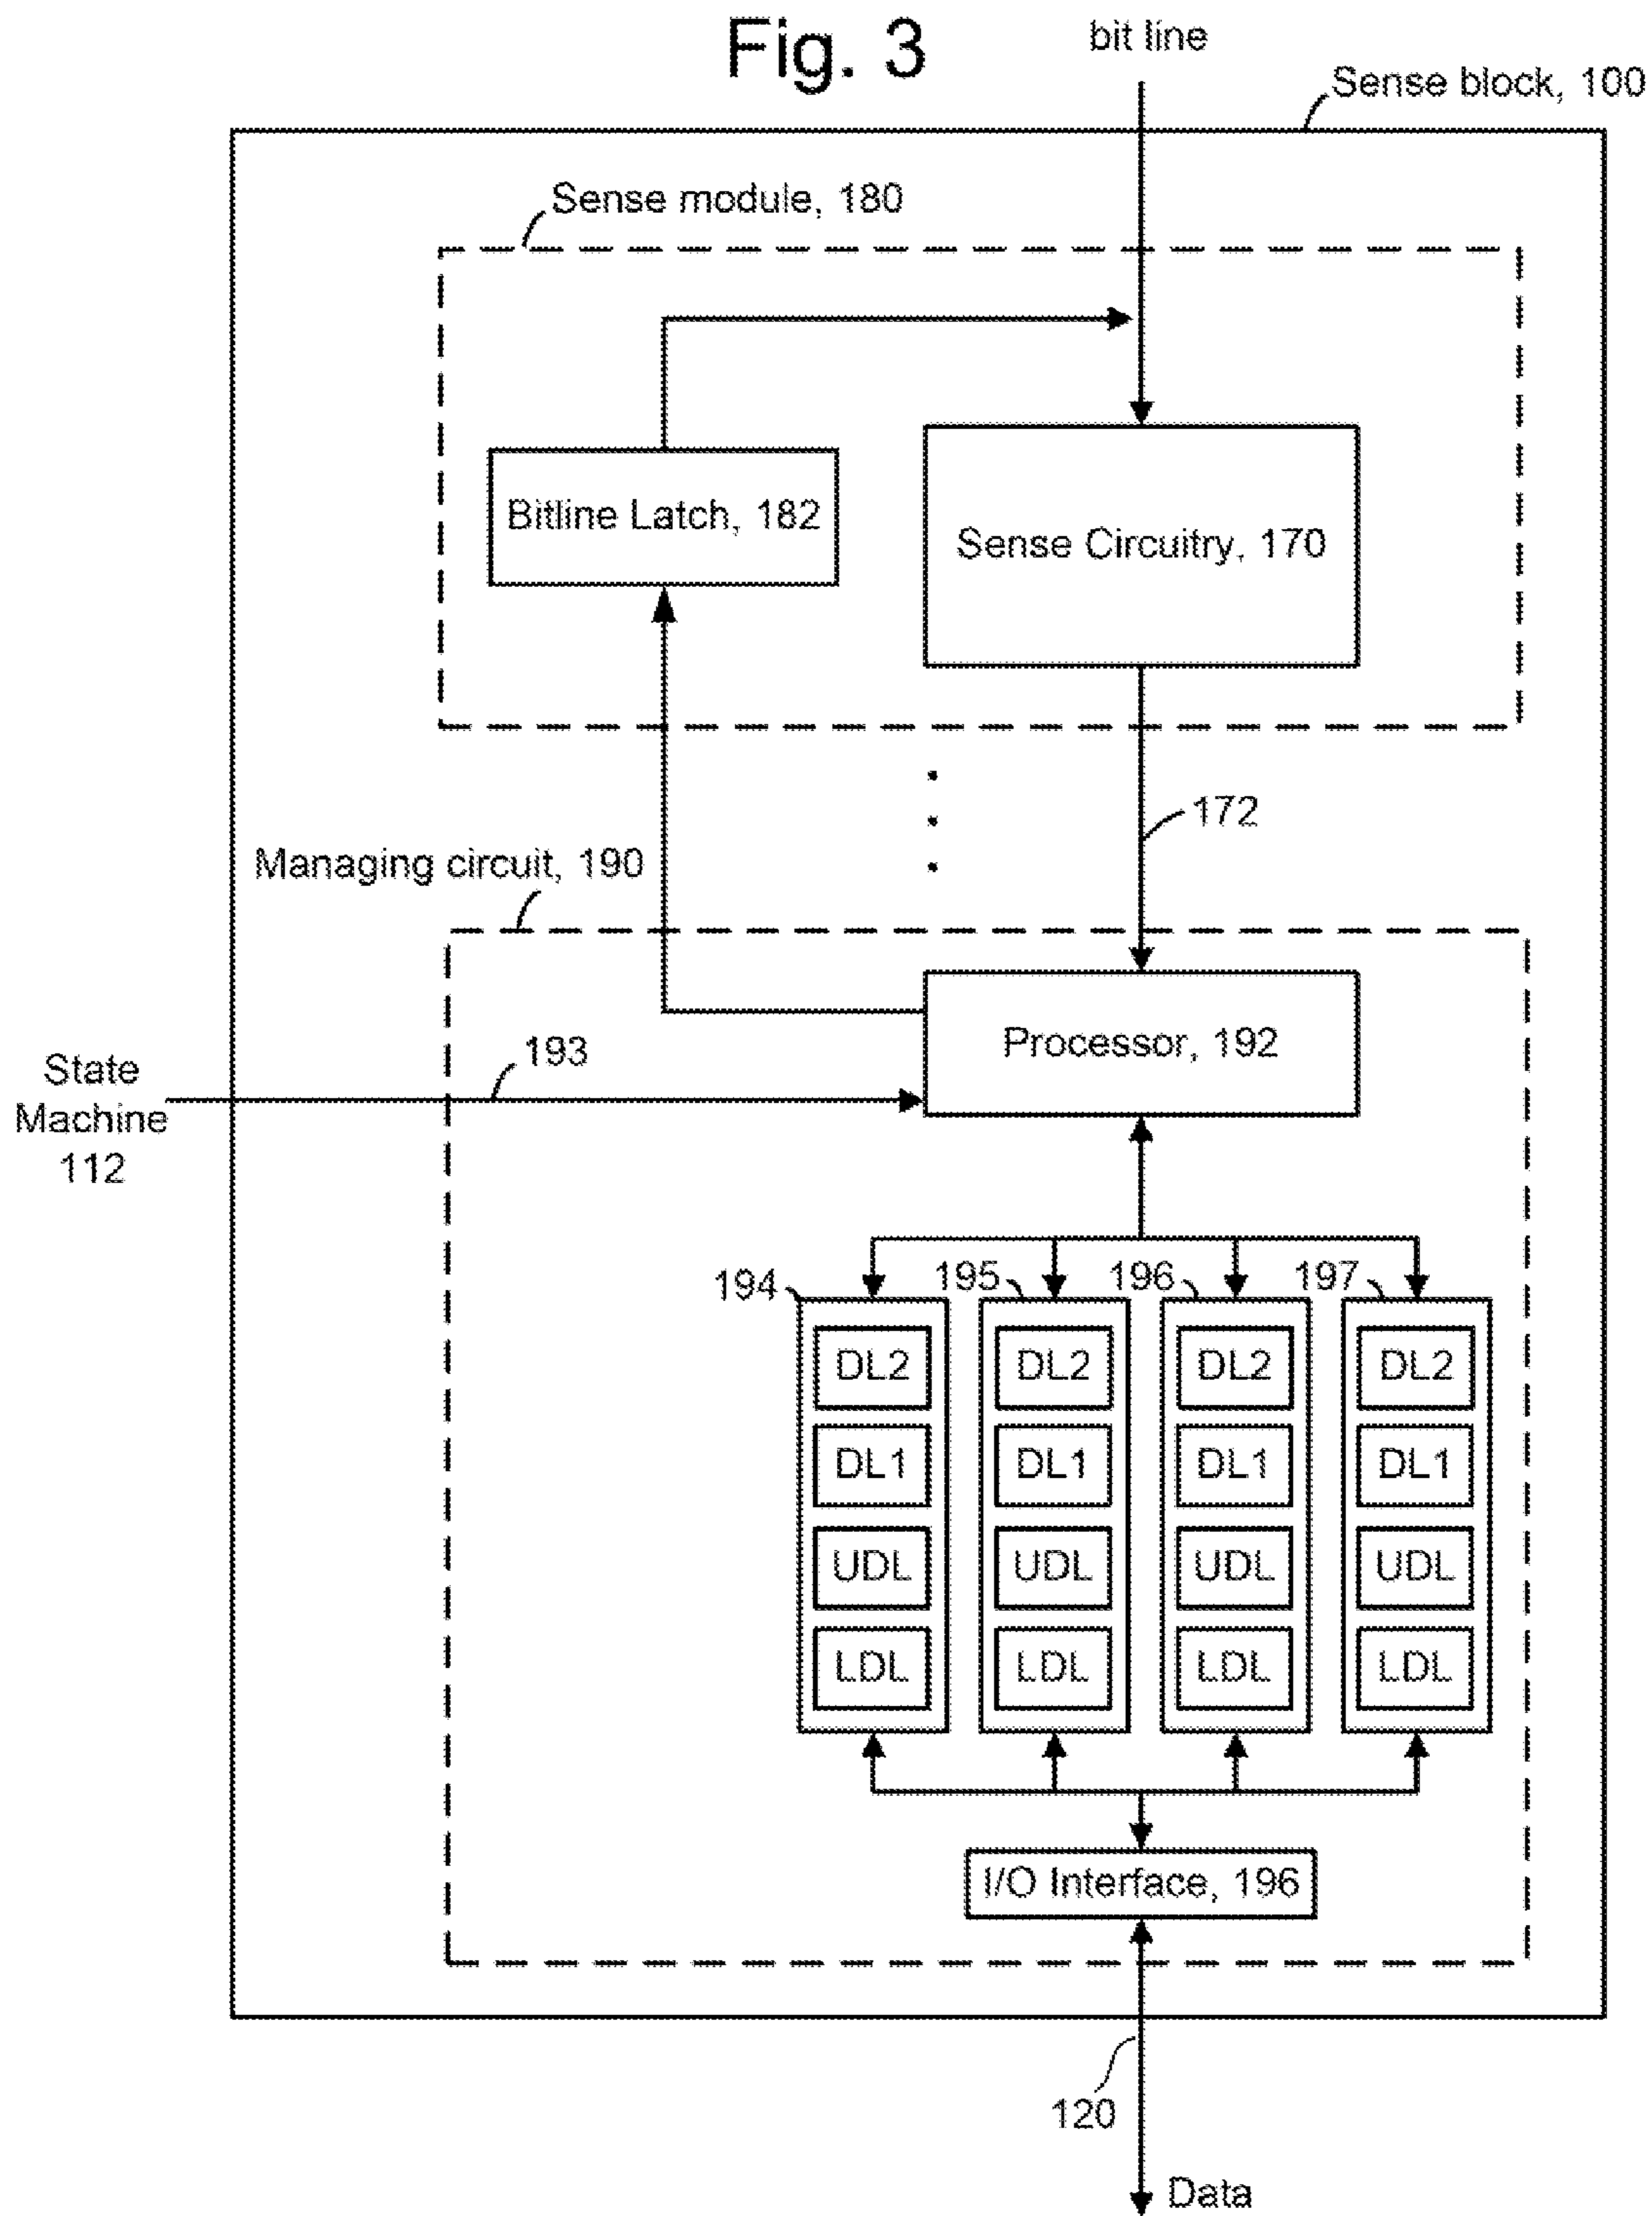 Fig. 3
bit line
Sense block, 100
Sense module, 180
Bitline Latch, 182
Sense Circuitry, 170
172
Managing circuit, 190
Processor, 192
193
State
Machine
112
194
195
196
197
DL2
DL2
DL2
DL2
DL1
DL1
DL1
DL1
UDL
UDL
UDL
UDL
LDL
LDL
LDL
LDL
I/O Interface, 196
120
Data